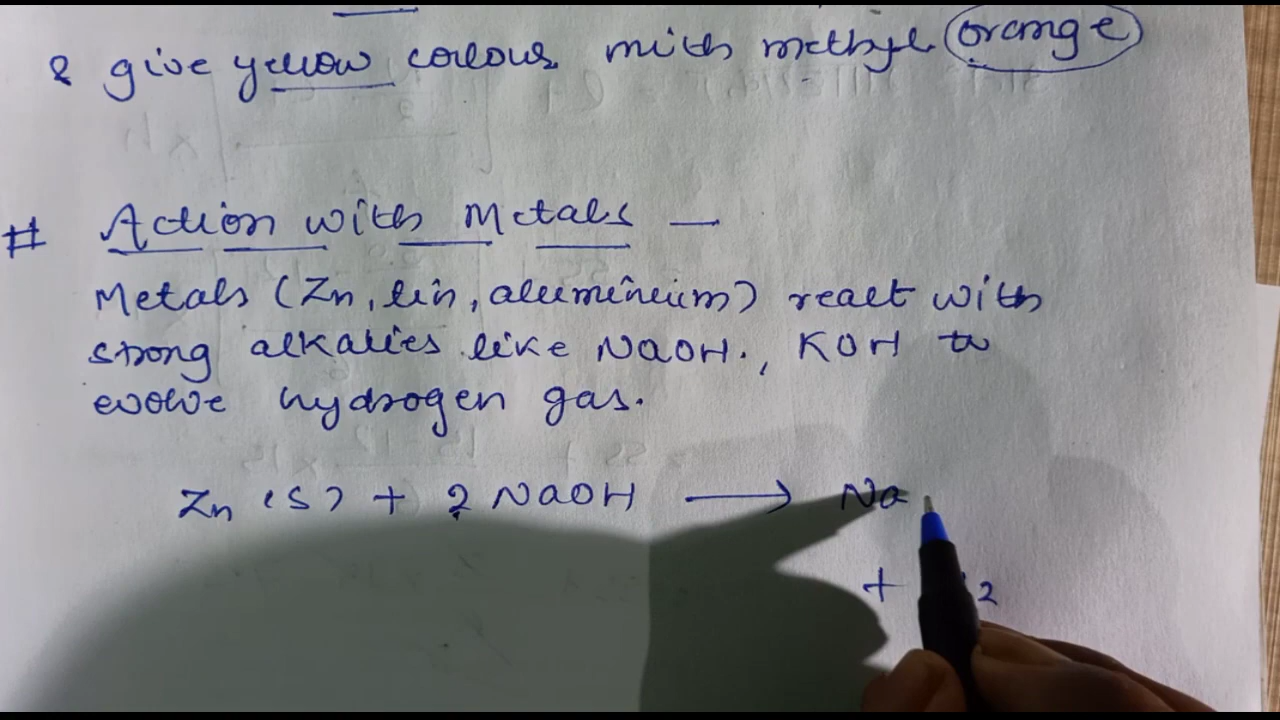 & give yellow colour with methyl orange
# Action with Metals —
Metals (Zn, tin, aluminium) react with
strong alkalies like NaOH., KOH to
evolve hydrogen gas.
Zn (s) + 2 NaOH ⟶ Na
+ 2